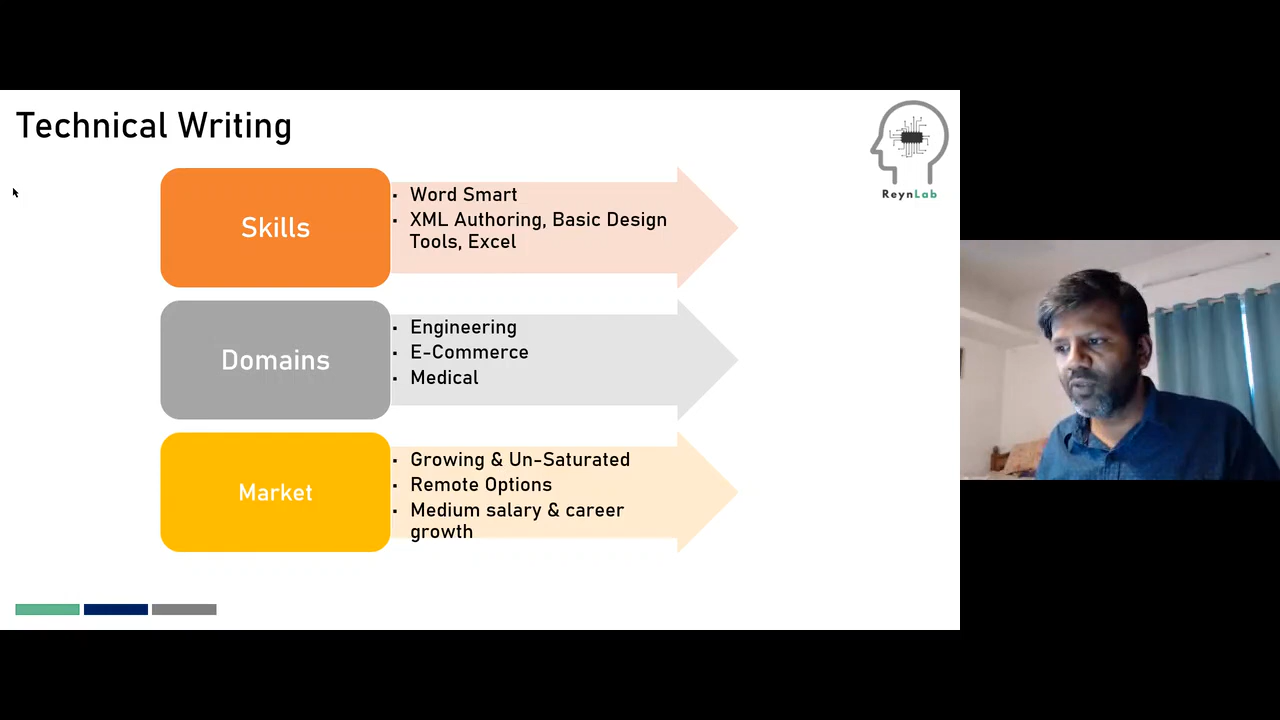 Technical Writing
ReynLab
Skills
Word Smart
XML Authoring, Basic Design
Tools, Excel
Domains
Engineering
E-Commerce
Medical
Market
Growing & Un-Saturated
Remote Options
Medium salary & career
growth